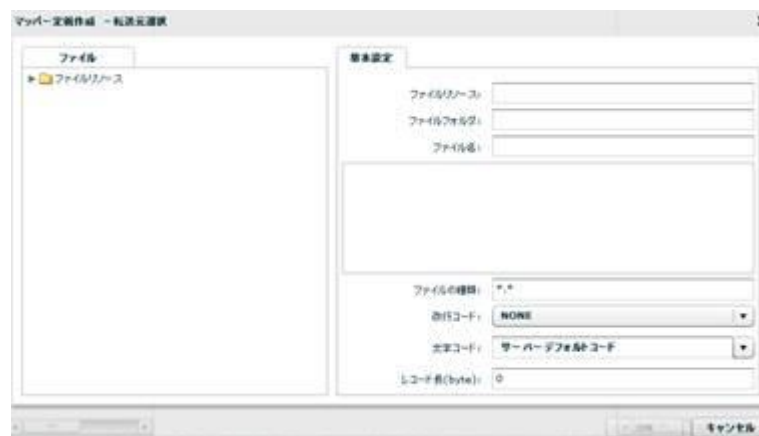 マッパー定義作成 - 転送元選択
ファイル
ファイルリソース
基本設定
ファイルリソース:
ファイルフォルダ:
ファイル名:
ファイルの種類: *.*
改行コード: NONE
文字コード: サーバーデフォルトコード
レコード長(byte): 0
キャンセル